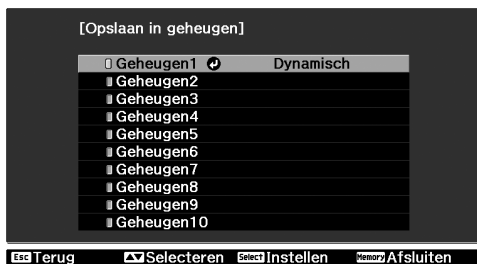 [Opslaan in geheugen]
Geheugen1 Dynamisch
Geheugen2
Geheugen3
Geheugen4
Geheugen5
Geheugen6
Geheugen7
Geheugen8
Geheugen9
Geheugen10
Esc Terug Selecteren Select Instellen Memory Afsluiten